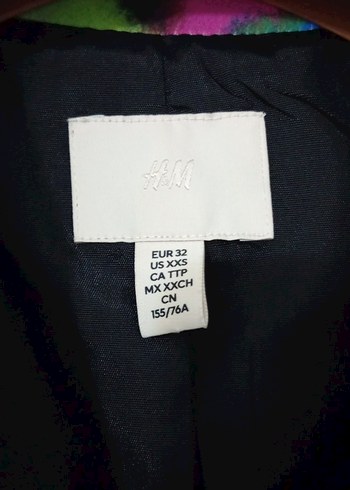 H&M
EUR 32
US XXS
CA TTP
MX XXCH
CN
155/76A